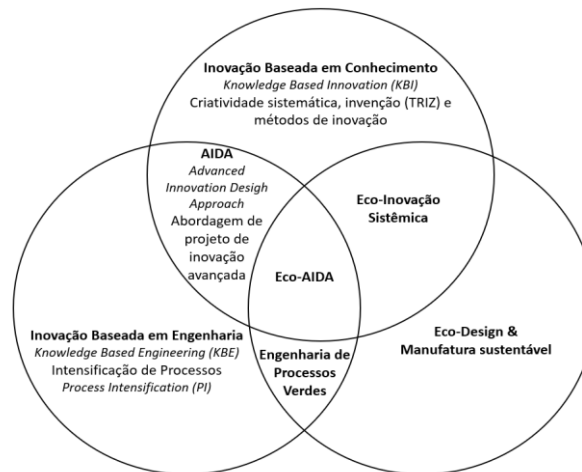 Inovação Baseada em Conhecimento
Knowledge Based Innovation (KBI)
Criatividade sistemática, invenção (TRIZ) e
métodos de inovação
AIDA
Advanced
Innovation Desigh
Approach
Abordagem de
projeto de
inovação
avançada
Eco-Inovação
Sistêmica
Eco-AIDA
Inovação Baseada em Engenharia
Knowledge Based Engineering (KBE)
Intensificação de Processos
Process Intensification (PI)
Engenharia de
Processos
Verdes
Eco-Design &
Manufatura sustentável